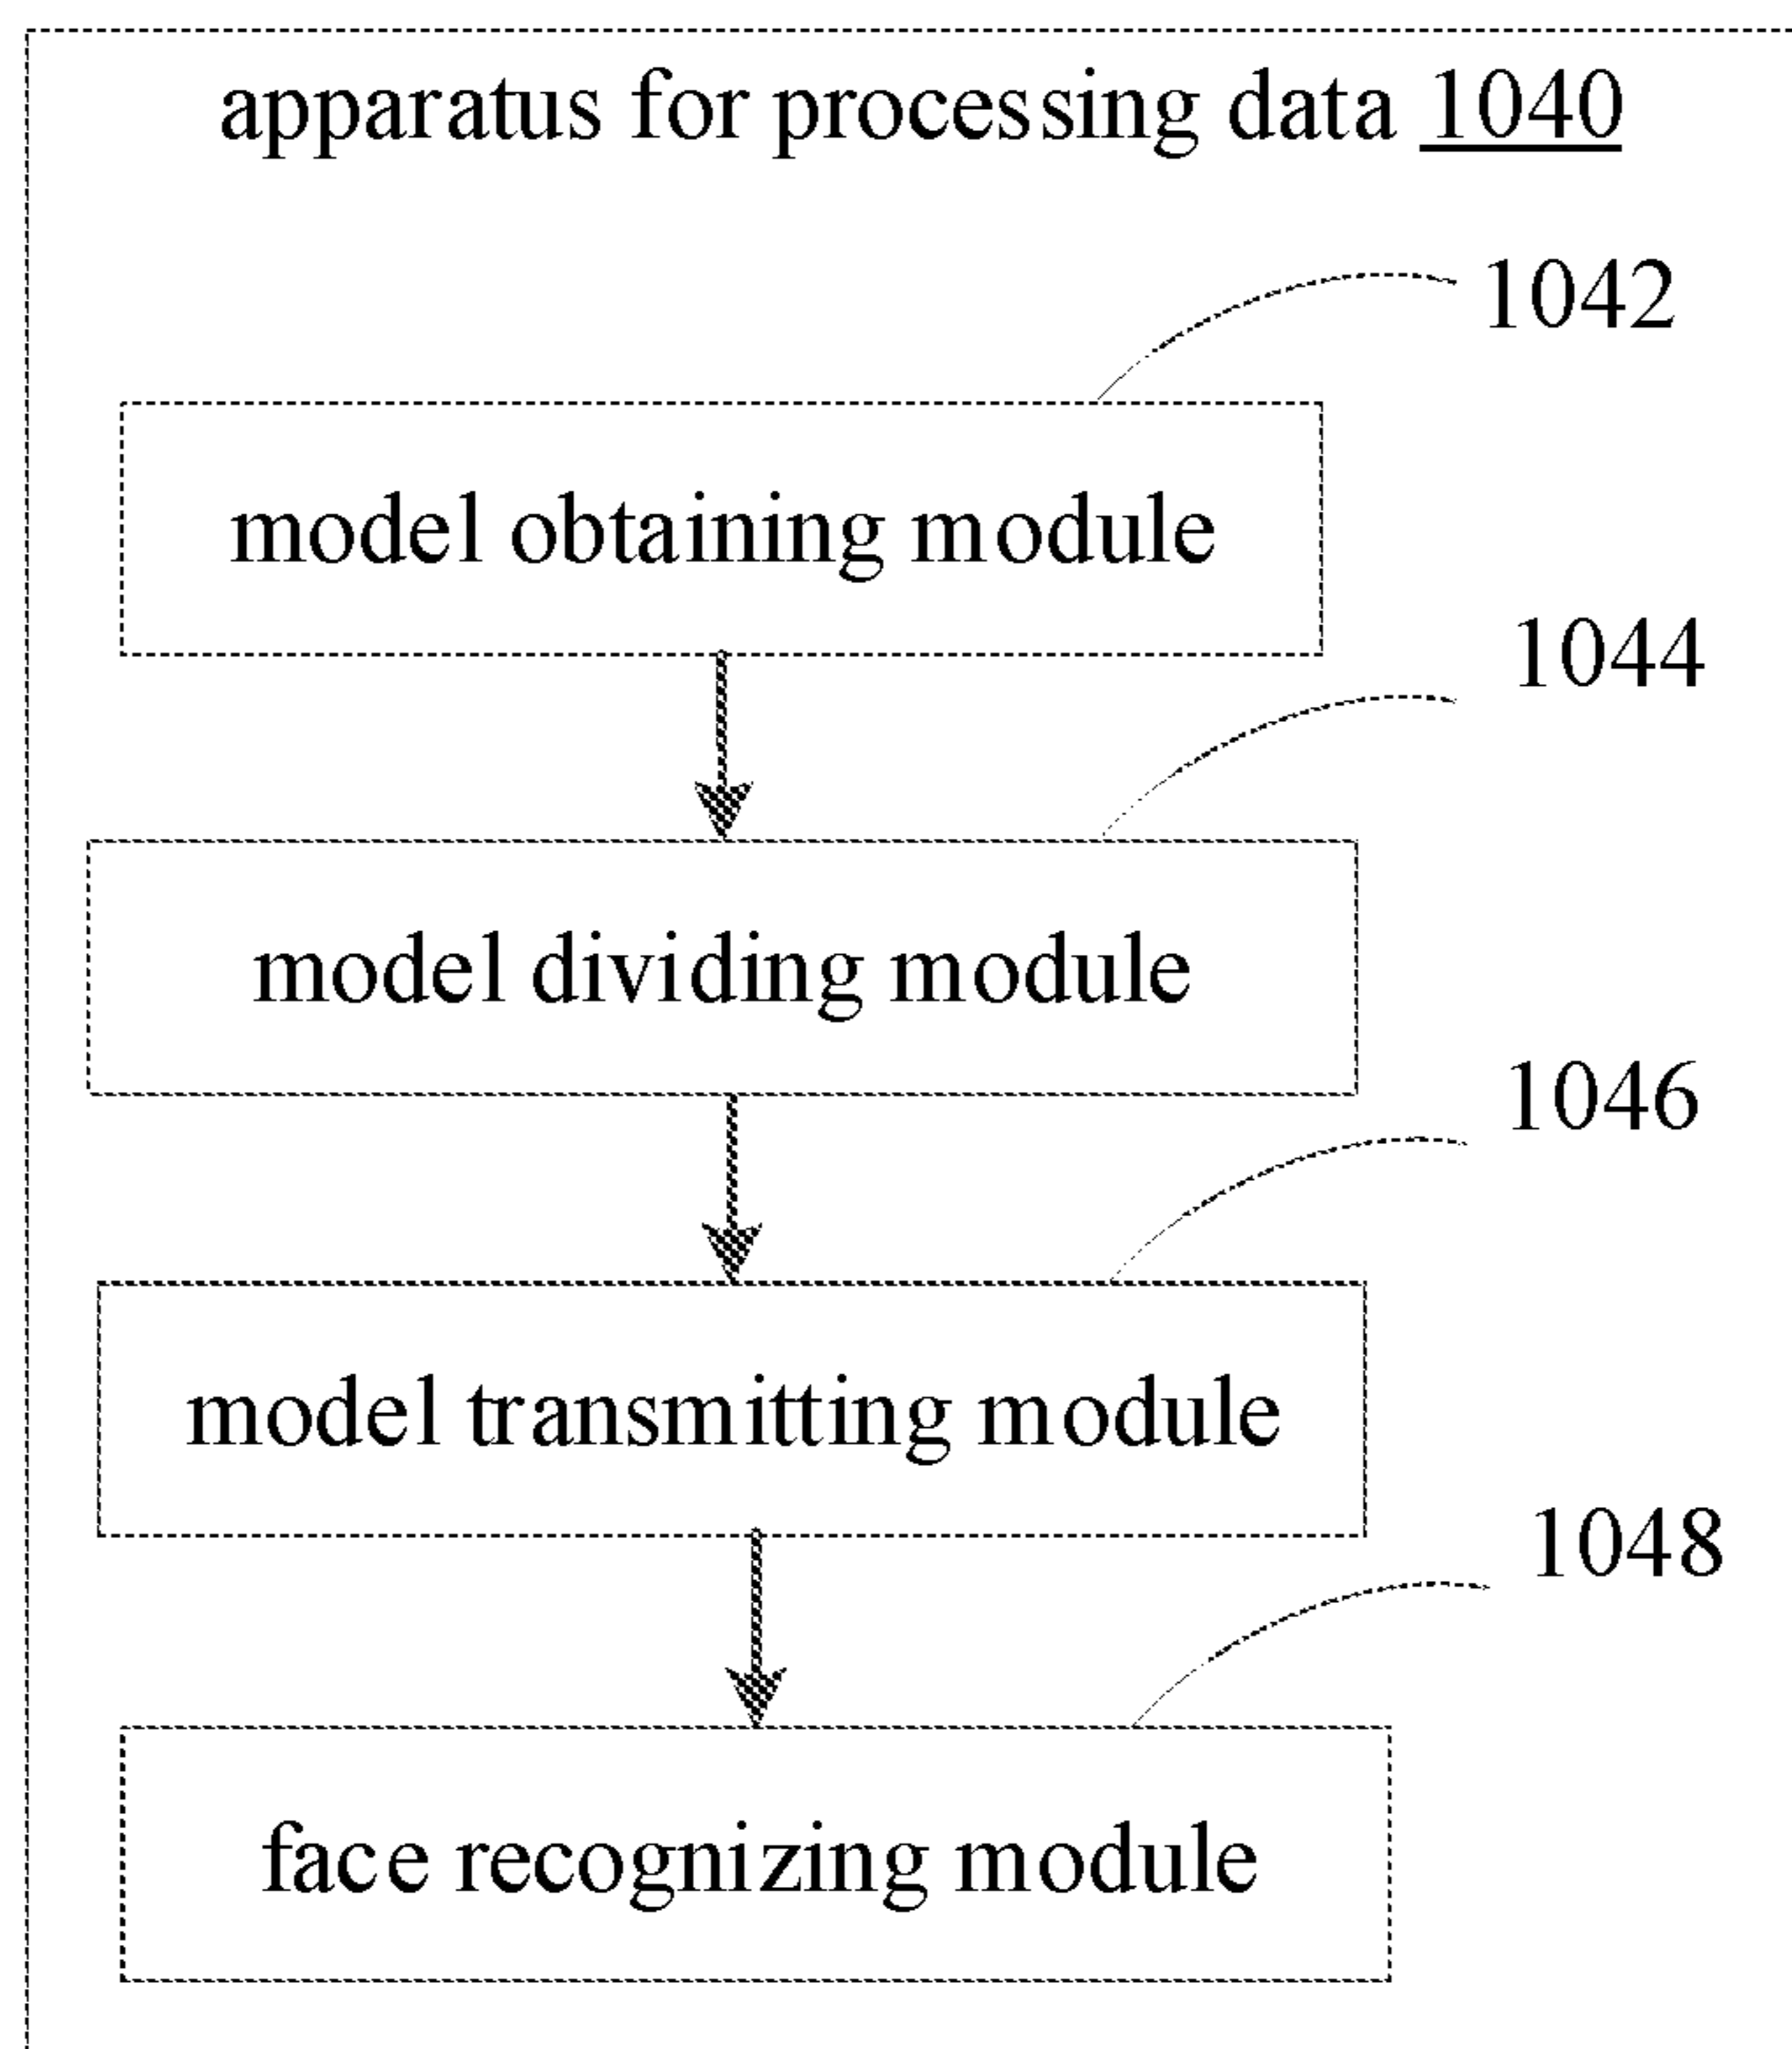 apparatus for processing data 1040
1042
model obtaining module
1044
model dividing module
1046
model transmitting module
1048
face recognizing module